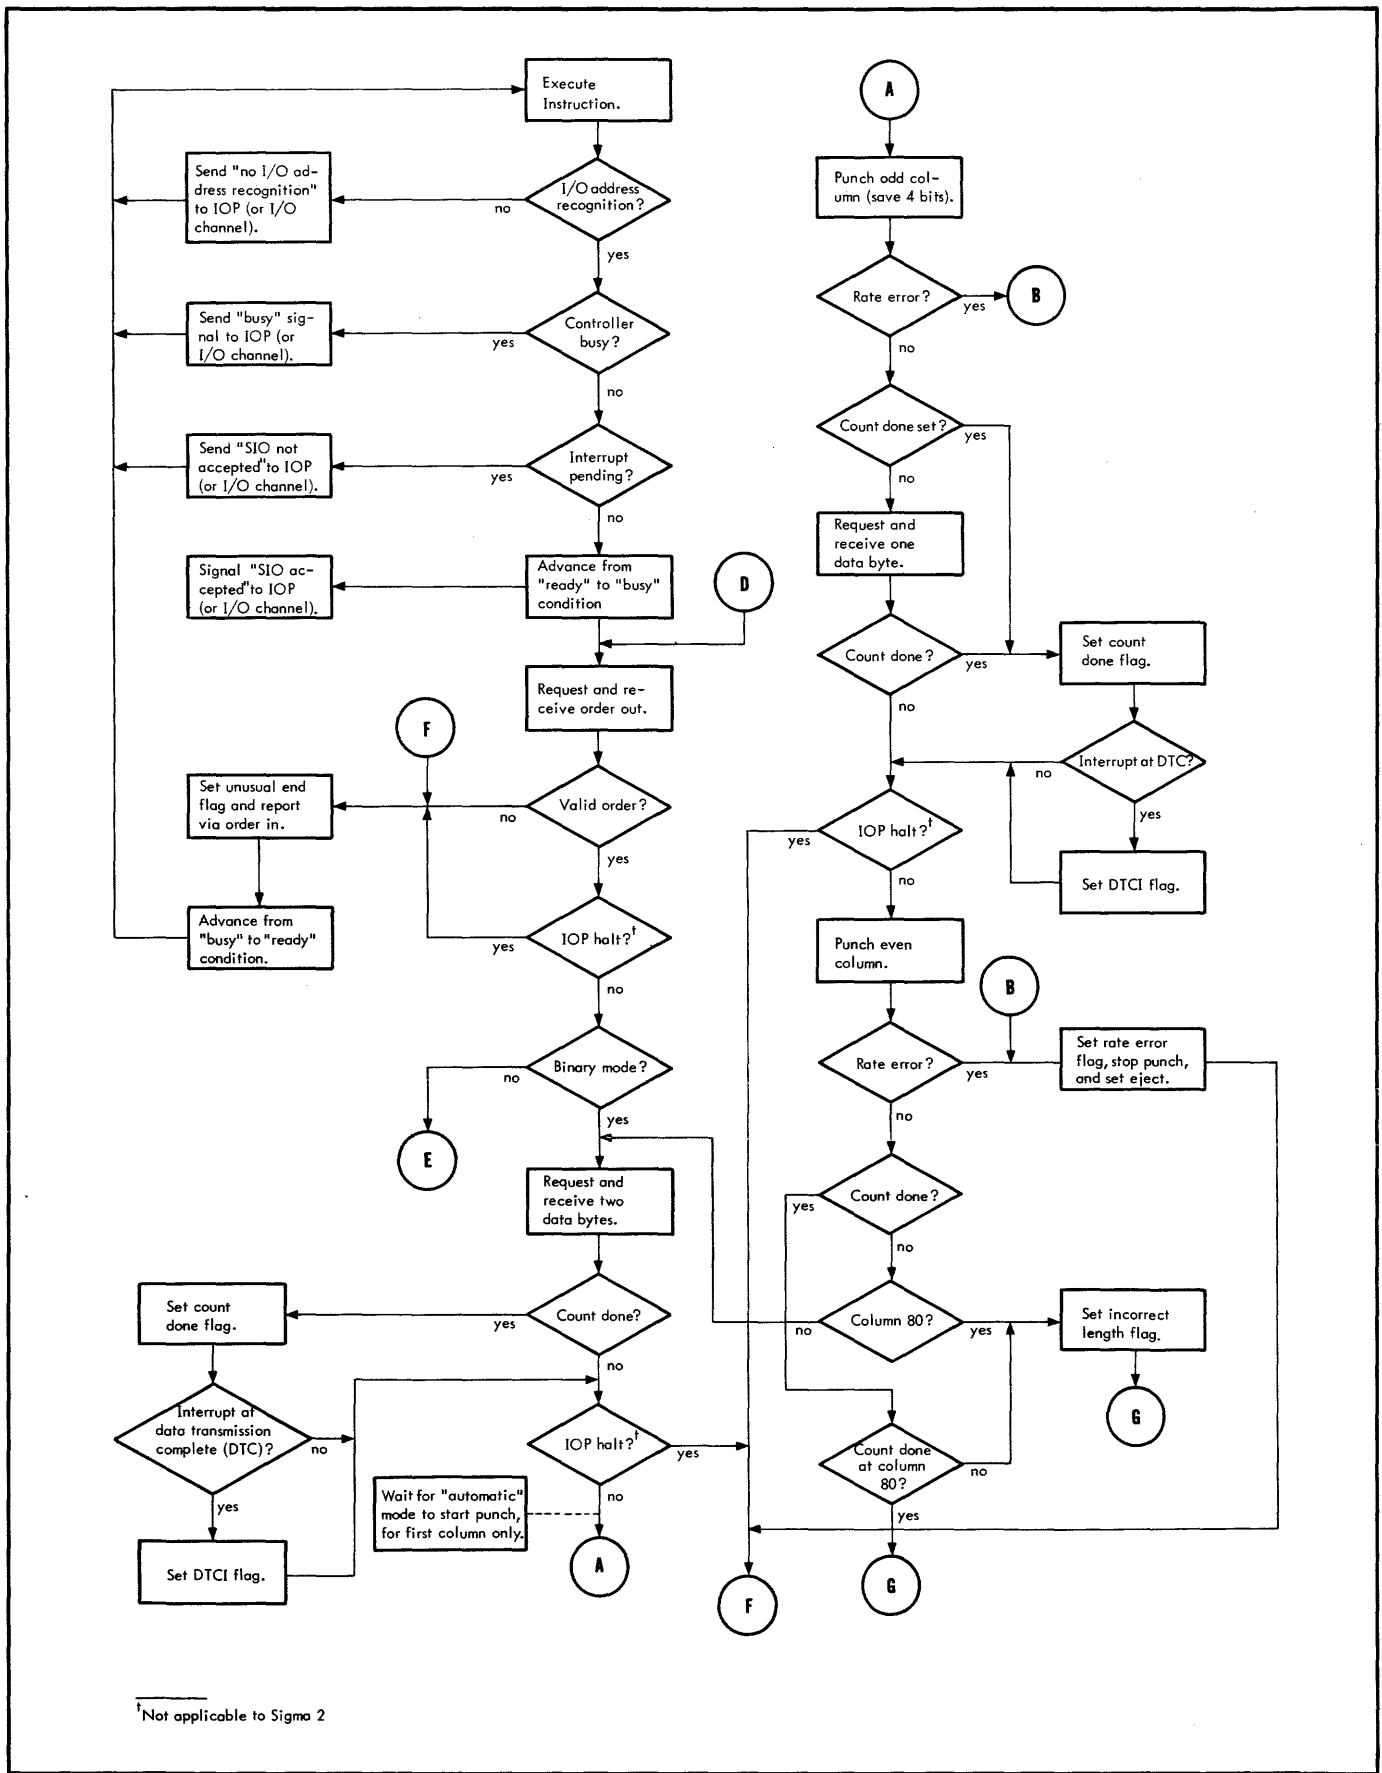 Execute
Instruction.
I/O address
recognition?
no
yes
Send "no I/O ad-
dress recognition"
to IOP (or I/O
channel).
Controller
busy?
yes
no
Send "busy" sig-
nal to IOP (or
I/O channel).
Interrupt
pending?
yes
no
Send "SIO not
accepted" to IOP
(or I/O channel).
Advance from
"ready" to "busy"
condition
Signal "SIO ac-
cepted" to IOP
(or I/O channel).
D
Request and re-
ceive order out.
F
Valid order?
no
yes
Set unusual end
flag and report
via order in.
Advance from
"busy" to "ready"
condition.
IOP halt?†
yes
no
Binary mode?
no
yes
E
Request and
receive two
data bytes.
Count done?
yes
no
Set count
done flag.
Interrupt at
data transmission
complete (DTC)?
no
yes
Set DTCI flag.
IOP halt?†
yes
no
Wait for "automatic"
mode to start punch,
for first column only.
A
F
A
Punch odd col-
umn (save 4 bits).
Rate error?
yes
no
B
Count done set?
yes
no
Request and
receive one
data byte.
Count done?
yes
no
Set count
done flag.
Interrupt at DTC?
no
yes
Set DTCI flag.
IOP halt?†
yes
no
Punch even
column.
B
Rate error?
yes
no
Set rate error
flag, stop punch,
and set eject.
Count done?
yes
no
Column 80?
no
yes
Set incorrect
length flag.
G
Count done
at column
80?
no
yes
G
†Not applicable to Sigma 2